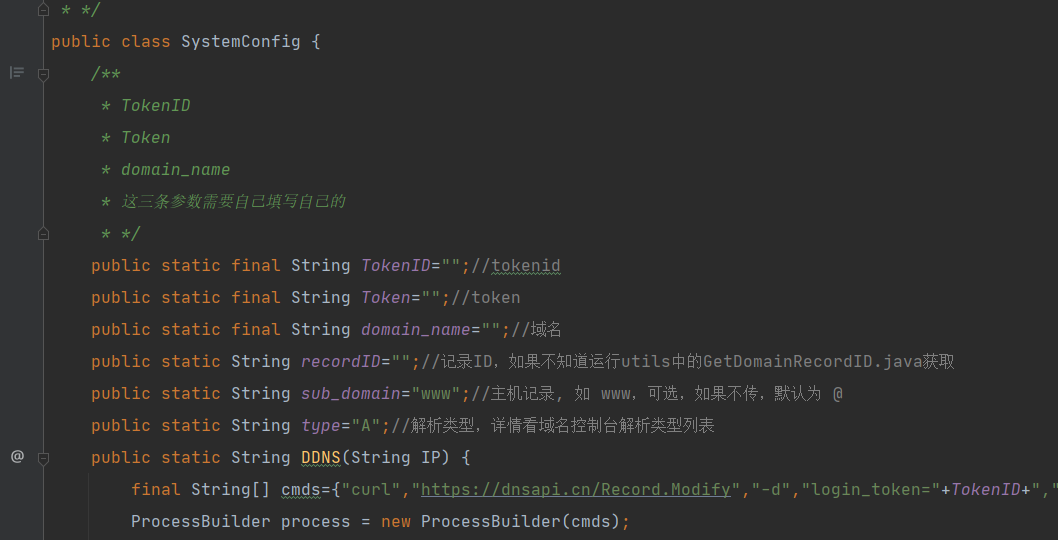 * */
public class SystemConfig {
/**
* TokenID
* Token
* domain_name
* 这三条参数需要自己填写自己的
* */
public static final String TokenID="";//tokenid
public static final String Token="";//token
public static final String domain_name="";//域名
public static String recordID="";//记录ID，如果不知道运行utils中的GetDomainRecordID.java获取
public static String sub_domain="www";//主机记录, 如 www，可选，如果不传，默认为 @
public static String type="A";//解析类型，详情看域名控制台解析类型列表
@ public static String DDNS(String IP) {
final String[] cmds={"curl","https://dnsapi.cn/Record.Modify","-d","login_token="+TokenID+","
ProcessBuilder process = new ProcessBuilder(cmds);